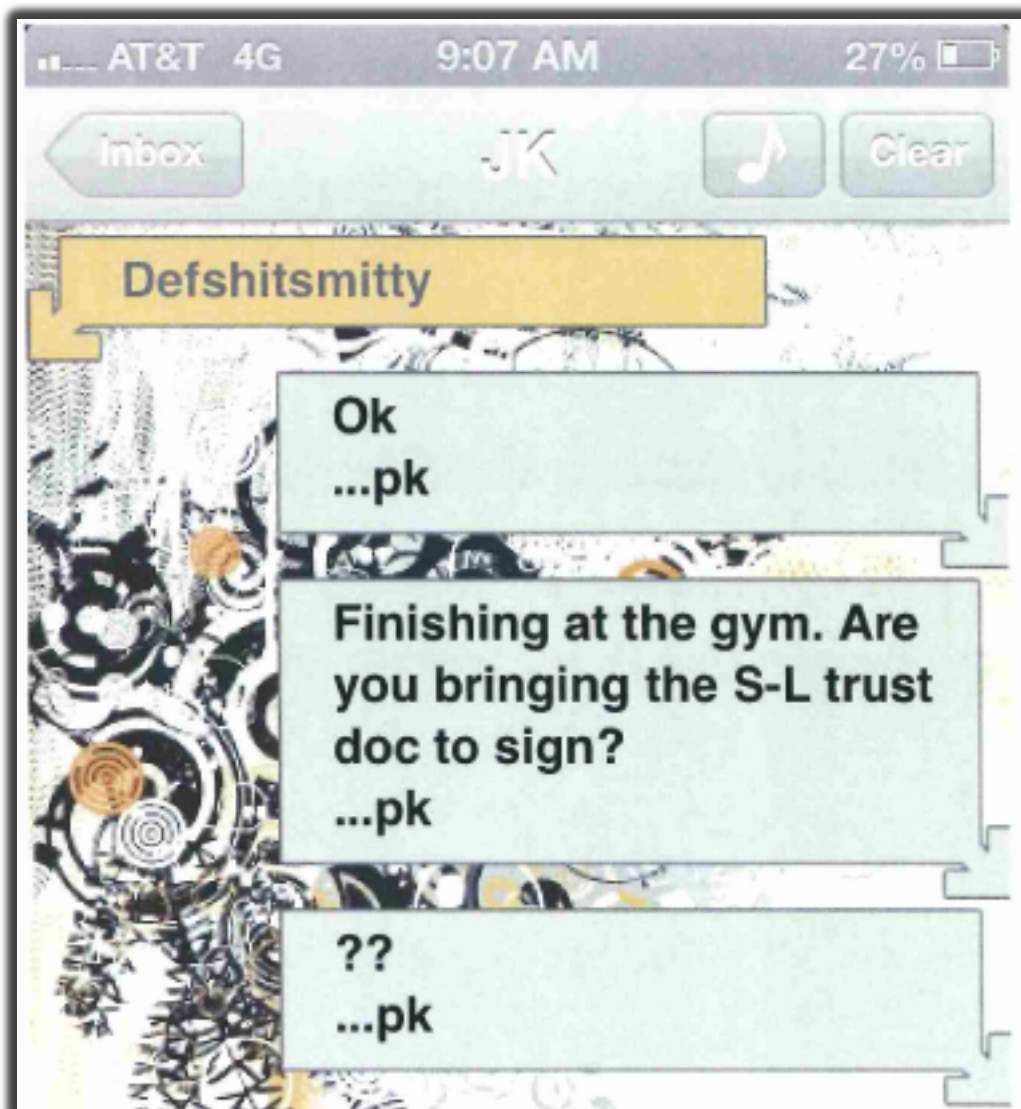 AT&T 4G 9:07 AM 27%
Inbox JK Clear
Defshitsmitty
Ok
...pk
Finishing at the gym. Are
you bringing the S-L trust
doc to sign?
...pk
??
...pk